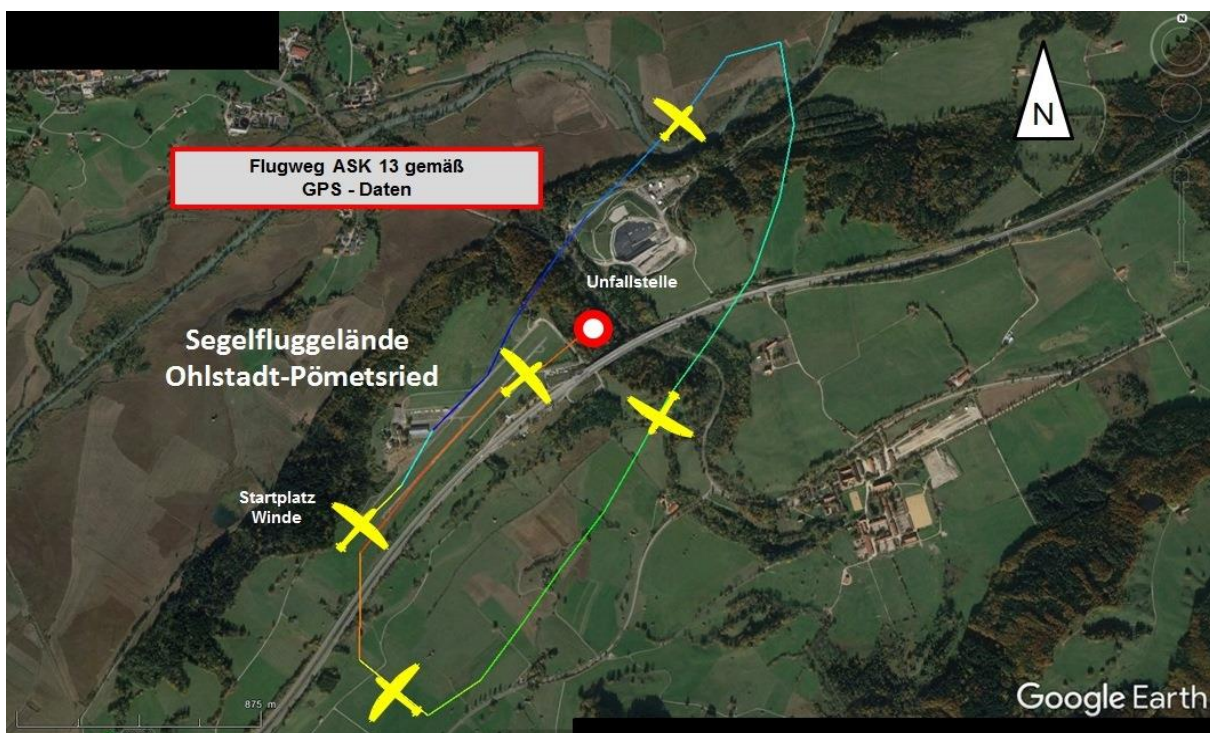 N
Flugweg ASK 13 gemäß
GPS - Daten
N
Unfallstelle
Segelfluggelände
Ohlstadt-Pömetsried
Startplatz
Winde
875 m
Google Earth